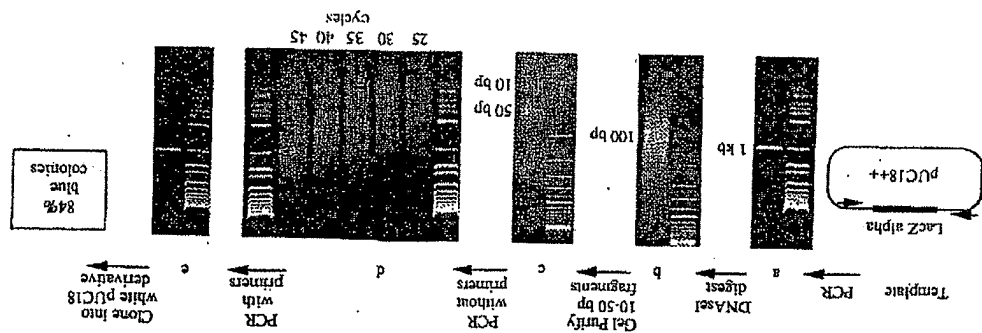 Template
PCR
a
DNAseI
digest
b
Gel Purify
10-50 bp
fragments
c
PCR
without
primers
d
PCR
with
primers
e
Clone into
white pUC18
derivative
LacZ alpha
pUC18++
1 kb
100 bp
50 bp
10 bp
25 30 35 40 45
cycles
84%
blue
colonies